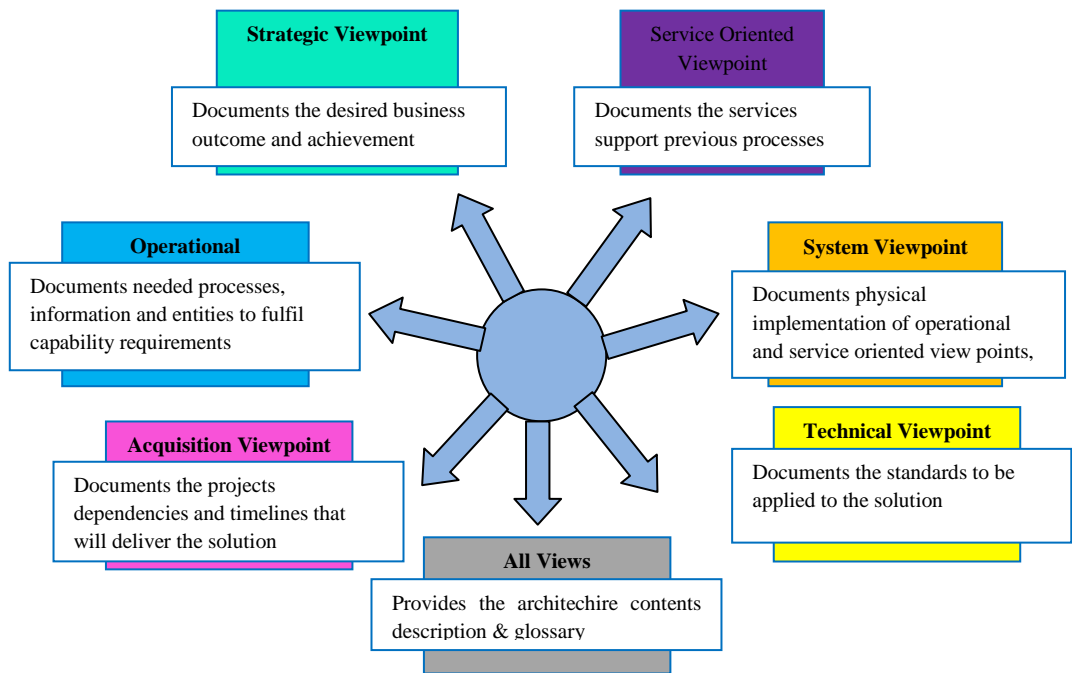 Strategic Viewpoint
Documents the desired business
outcome and achievement
Service Oriented
Viewpoint
Documents the services
support previous processes
Operational
Documents needed processes,
information and entities to fulfil
capability requirements
System Viewpoint
Documents physical
implementation of operational
and service oriented view points,
Acquisition Viewpoint
Documents the projects
dependencies and timelines that
will deliver the solution
Technical Viewpoint
Documents the standards to be
applied to the solution
All Views
Provides the architechire contents
description & glossary